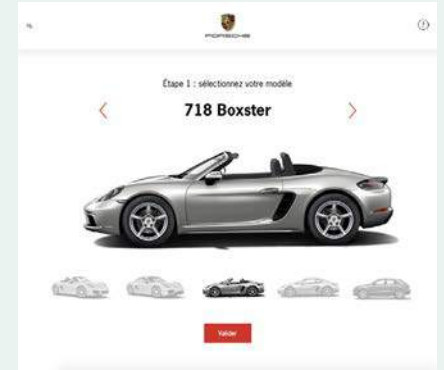 PORSCHE
Étape 1 : sélectionnez votre modèle
718 Boxster
Valider